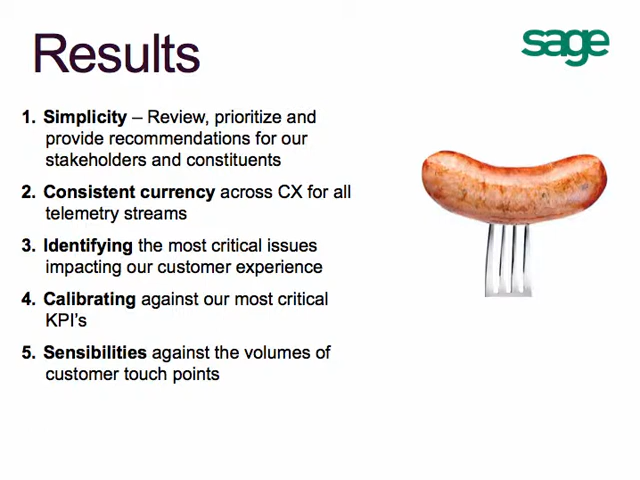 Results
sage
1. Simplicity – Review, prioritize and
provide recommendations for our
stakeholders and constituents
2. Consistent currency across CX for all
telemetry streams
3. Identifying the most critical issues
impacting our customer experience
4. Calibrating against our most critical
KPI's
5. Sensibilities against the volumes of
customer touch points